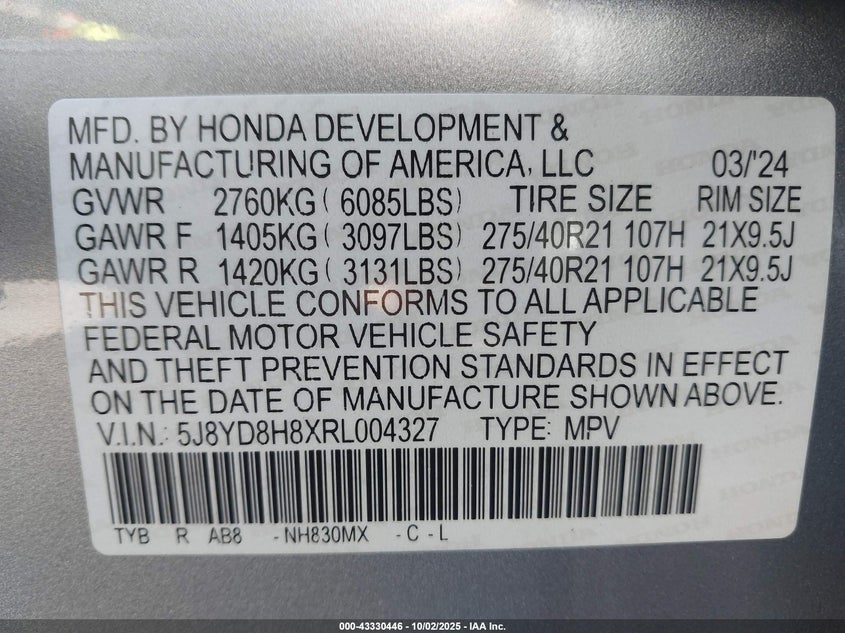 MFD. BY HONDA DEVELOPMENT &
MANUFACTURING OF AMERICA, LLC 03/'24
GVWR 2760KG ( 6085LBS) TIRE SIZE RIM SIZE
GAWR F 1405KG ( 3097LBS) 275/40R21 107H 21X9.5J
GAWR R 1420KG ( 3131LBS) 275/40R21 107H 21X9.5J
THIS VEHICLE CONFORMS TO ALL APPLICABLE
FEDERAL MOTOR VEHICLE SAFETY
AND THEFT PREVENTION STANDARDS IN EFFECT
ON THE DATE OF MANUFACTURE SHOWN ABOVE.
V.I.N.: 5J8YD8H8XRL004327 TYPE: MPV
TYB R AB8 -NH830MX -C-L
000-43330446 - 10/02/2025 - IAA Inc.